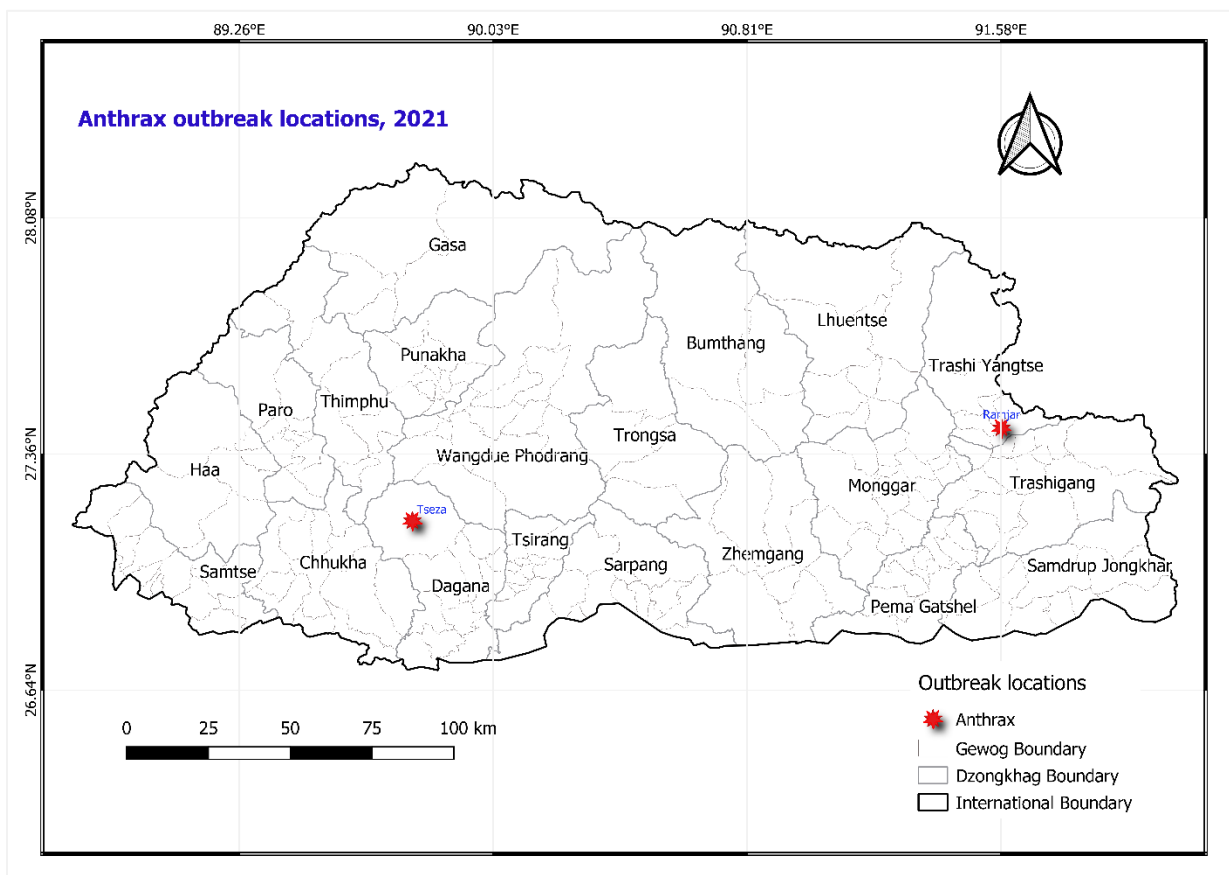 89.26°E 90.03°E 90.81°E 91.58°E
Anthrax outbreak locations, 2021
28.08°N
Gasa
Lhuentse
Bumthang
Punakha
Trashi Yangtse
Thimphu
Paro
Ramjar
Trongsa
27.36°N
Wangdue Phodrang
Haa
Monggar
Trashigang
Tseza
Tsirang
Zhemgang
Chhukha
Sarpang
Samdrup Jongkhar
Samtse
Dagana
Pema Gatshel
26.64°N
Outbreak locations
Anthrax
Gewog Boundary
Dzongkhag Boundary
International Boundary
0 25 50 75 100 km